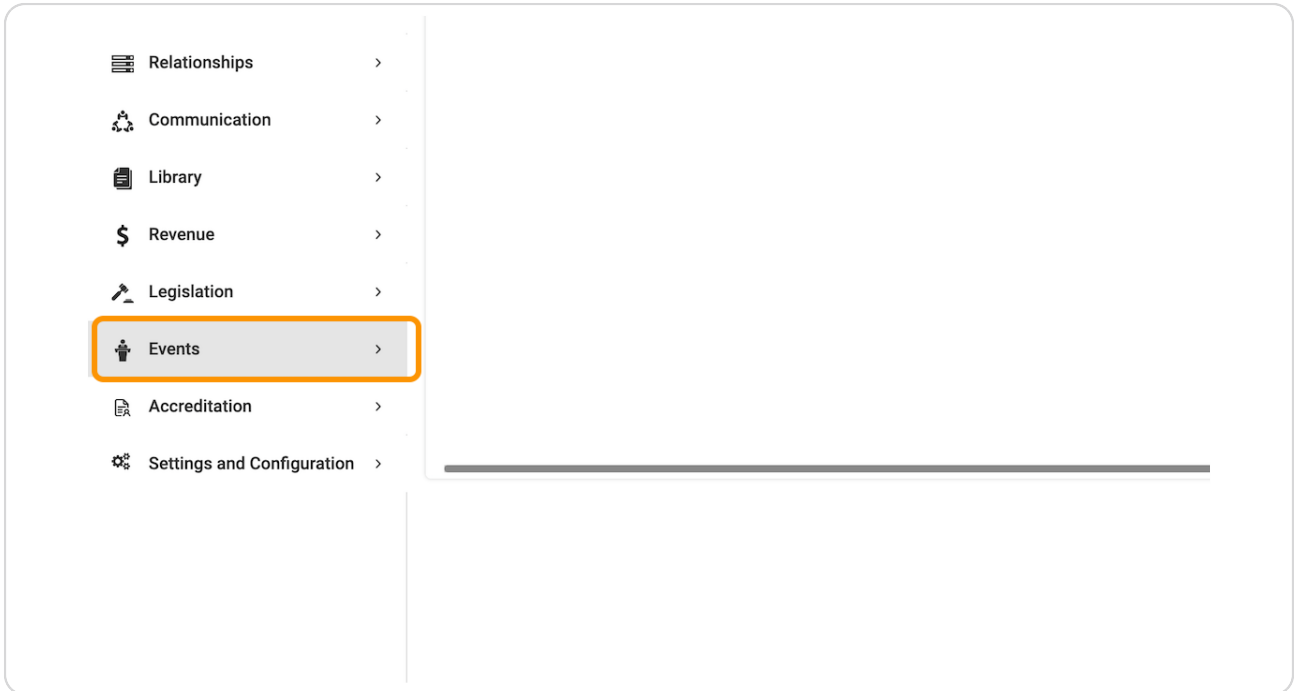 Relationships
Communication
Library
Revenue
Legislation
Events
Accreditation
Settings and Configuration